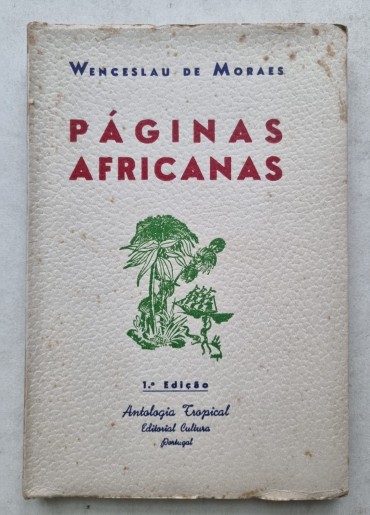 WENCESLAU DE MORAES
PÁGINAS
AFRICANAS
1.ª Edição
Antologia Tropical
Editorial Cultura
Portugal